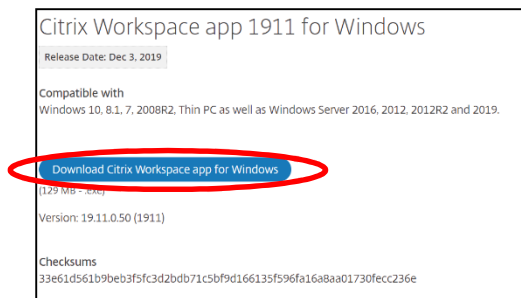 Citrix Workspace app 1911 for Windows
Release Date: Dec 3, 2019
Compatible with
Windows 10, 8.1, 7, 2008R2, Thin PC as well as Windows Server 2016, 2012, 2012R2 and 2019.
Download Citrix Workspace app for Windows
(129 MB - .exe)
Version: 19.11.0.50 (1911)
Checksums
33e61d561b9beb3f5fc3d2bdb71c5bf9d166135f596fa16a8aa01730fecc236e